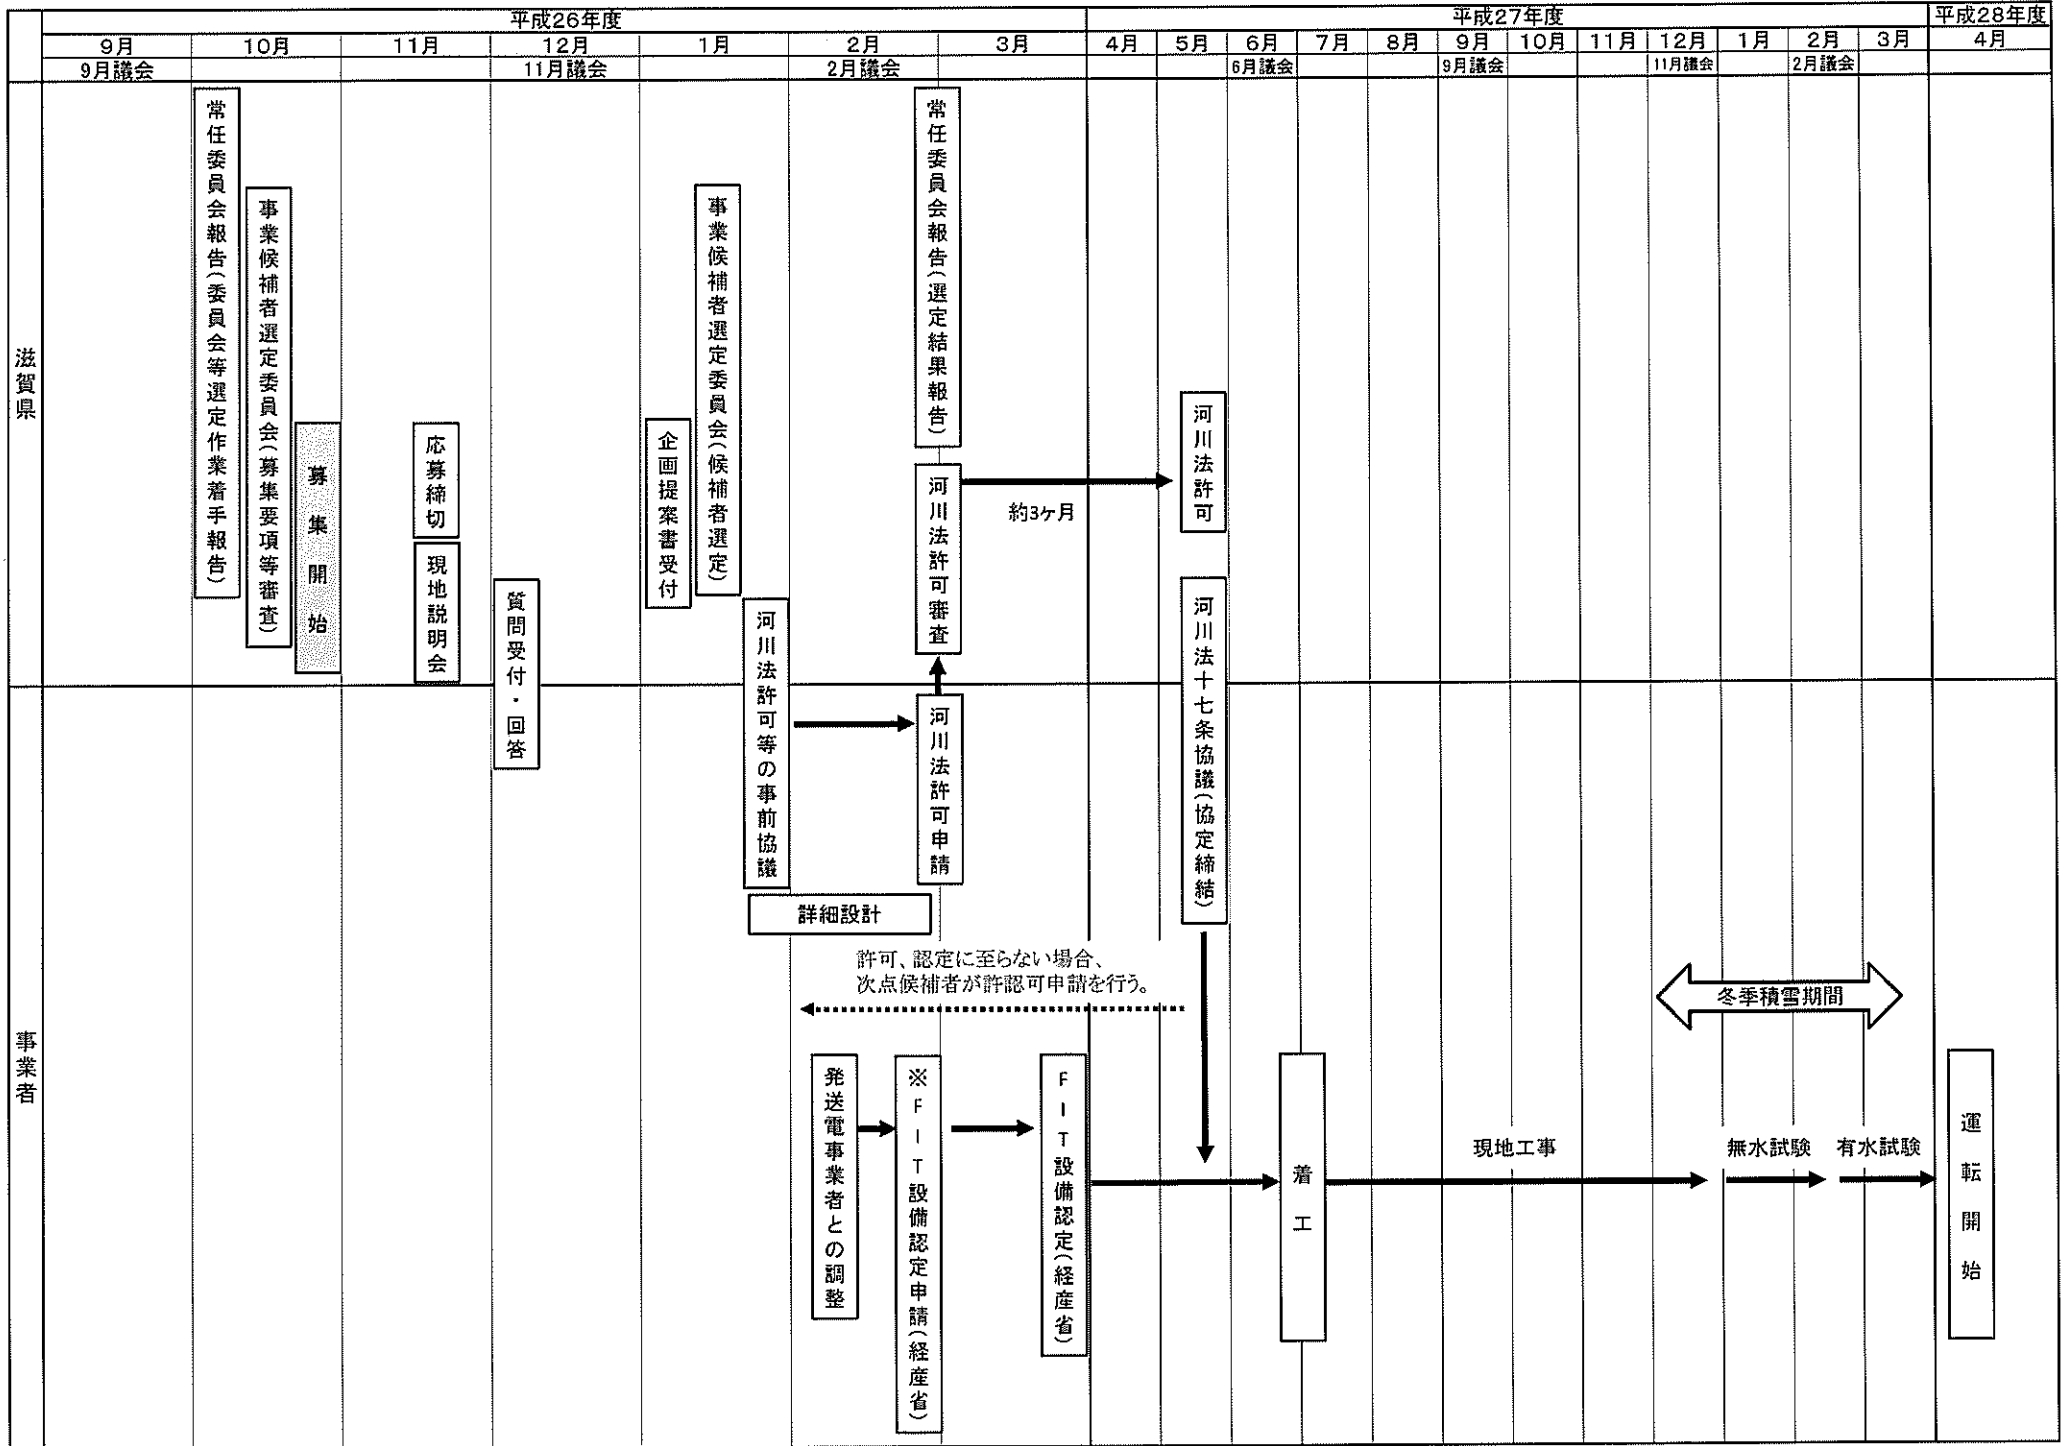 平成26年度
平成27年度
平成28年度
9月
10月
11月
12月
1月
2月
3月
4月
5月
6月
7月
8月
9月
10月
11月
12月
1月
2月
3月
4月
9月議会
11月議会
2月議会
6月議会
9月議会
11月議会
2月議会
滋賀県
常任委員会報告(委員会等選定作業着手報告)
事業候補者選定委員会(募集要項等審査)
募集開始
応募締切
現地説明会
質問受付・回答
企画提案書受付
事業候補者選定委員会(候補者選定)
河川法許可等の事前協議
常任委員会報告(選定結果報告)
河川法許可審査
約3ヶ月
河川法許可
河川法十七条協議(協定締結)
事業者
河川法許可申請
詳細設計
許可、認定に至らない場合、
次点候補者が許認可申請を行う。
冬季積雪期間
発送電事業者との調整
※FIT設備認定申請(経産省)
FIT設備認定(経産省)
着工
現地工事
無水試験
有水試験
運転開始